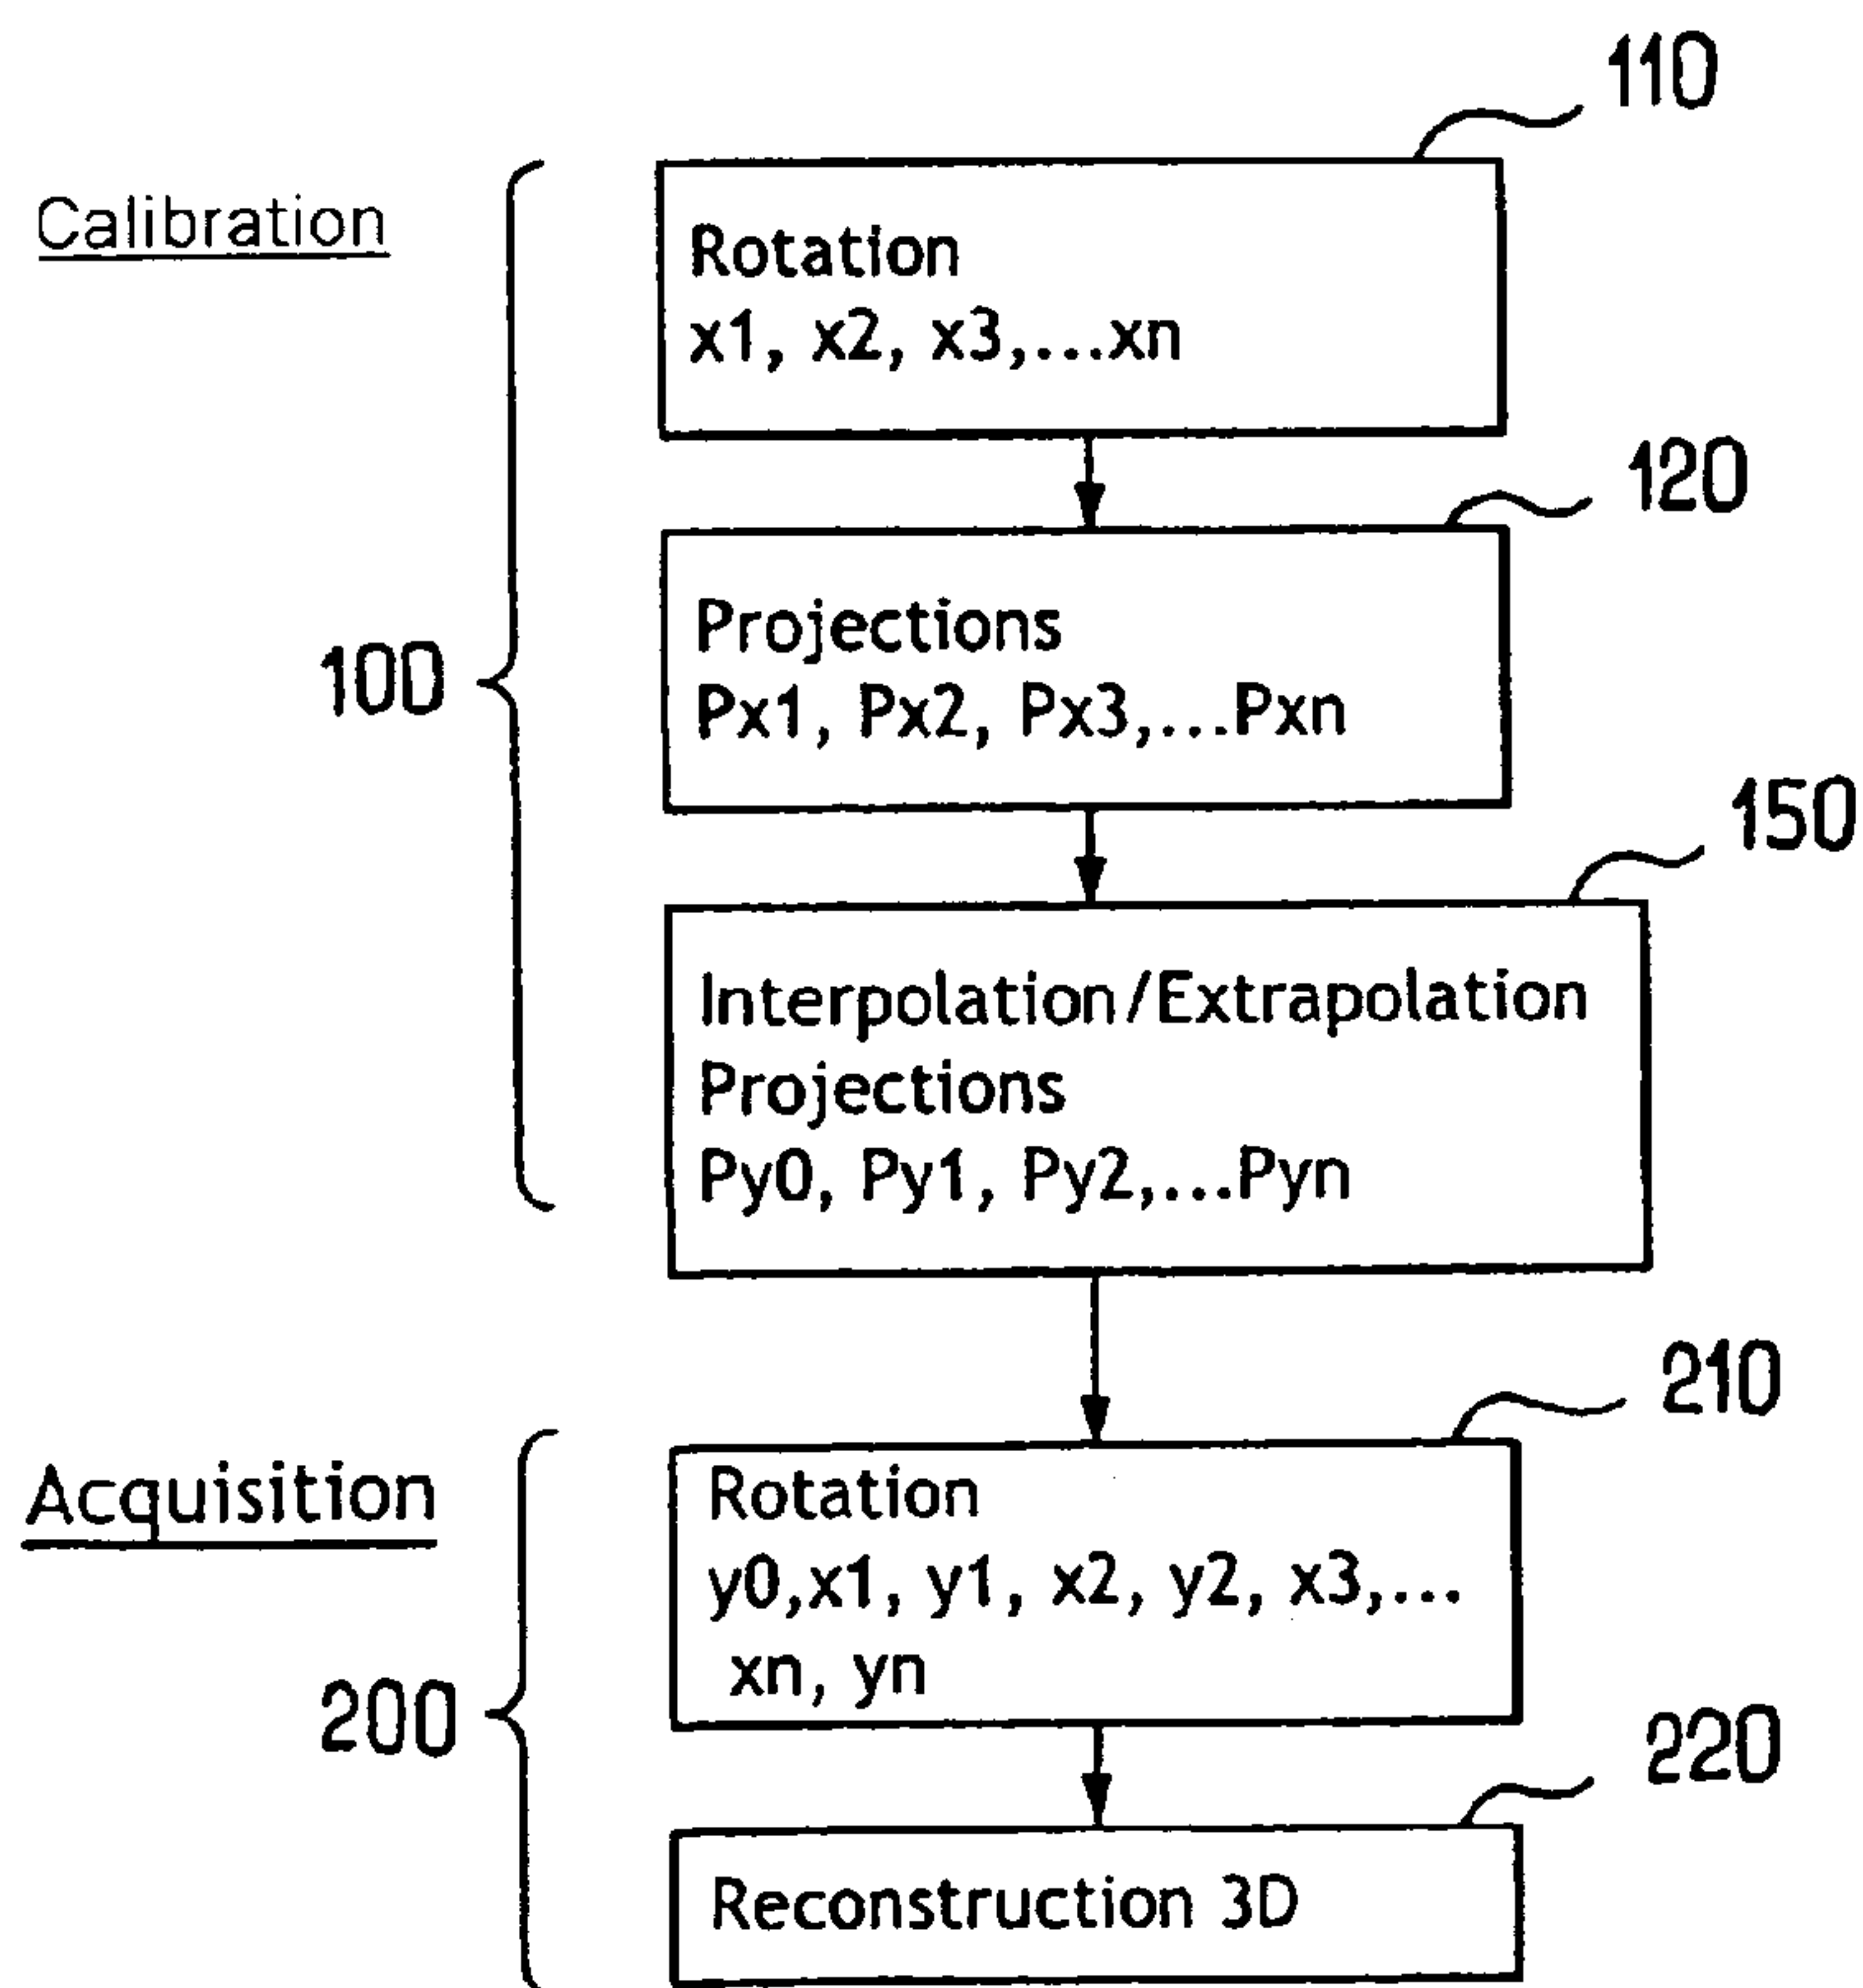 110
Calibration
Rotation
x1, x2, x3,...xn
120
100
Projections
Px1, Px2, Px3,...Pxn
150
Interpolation/Extrapolation
Projections
Py0, Py1, Py2,...Pyn
210
Acquisition
Rotation
y0,x1, y1, x2, y2, x3,...
xn, yn
200
220
Reconstruction 3D